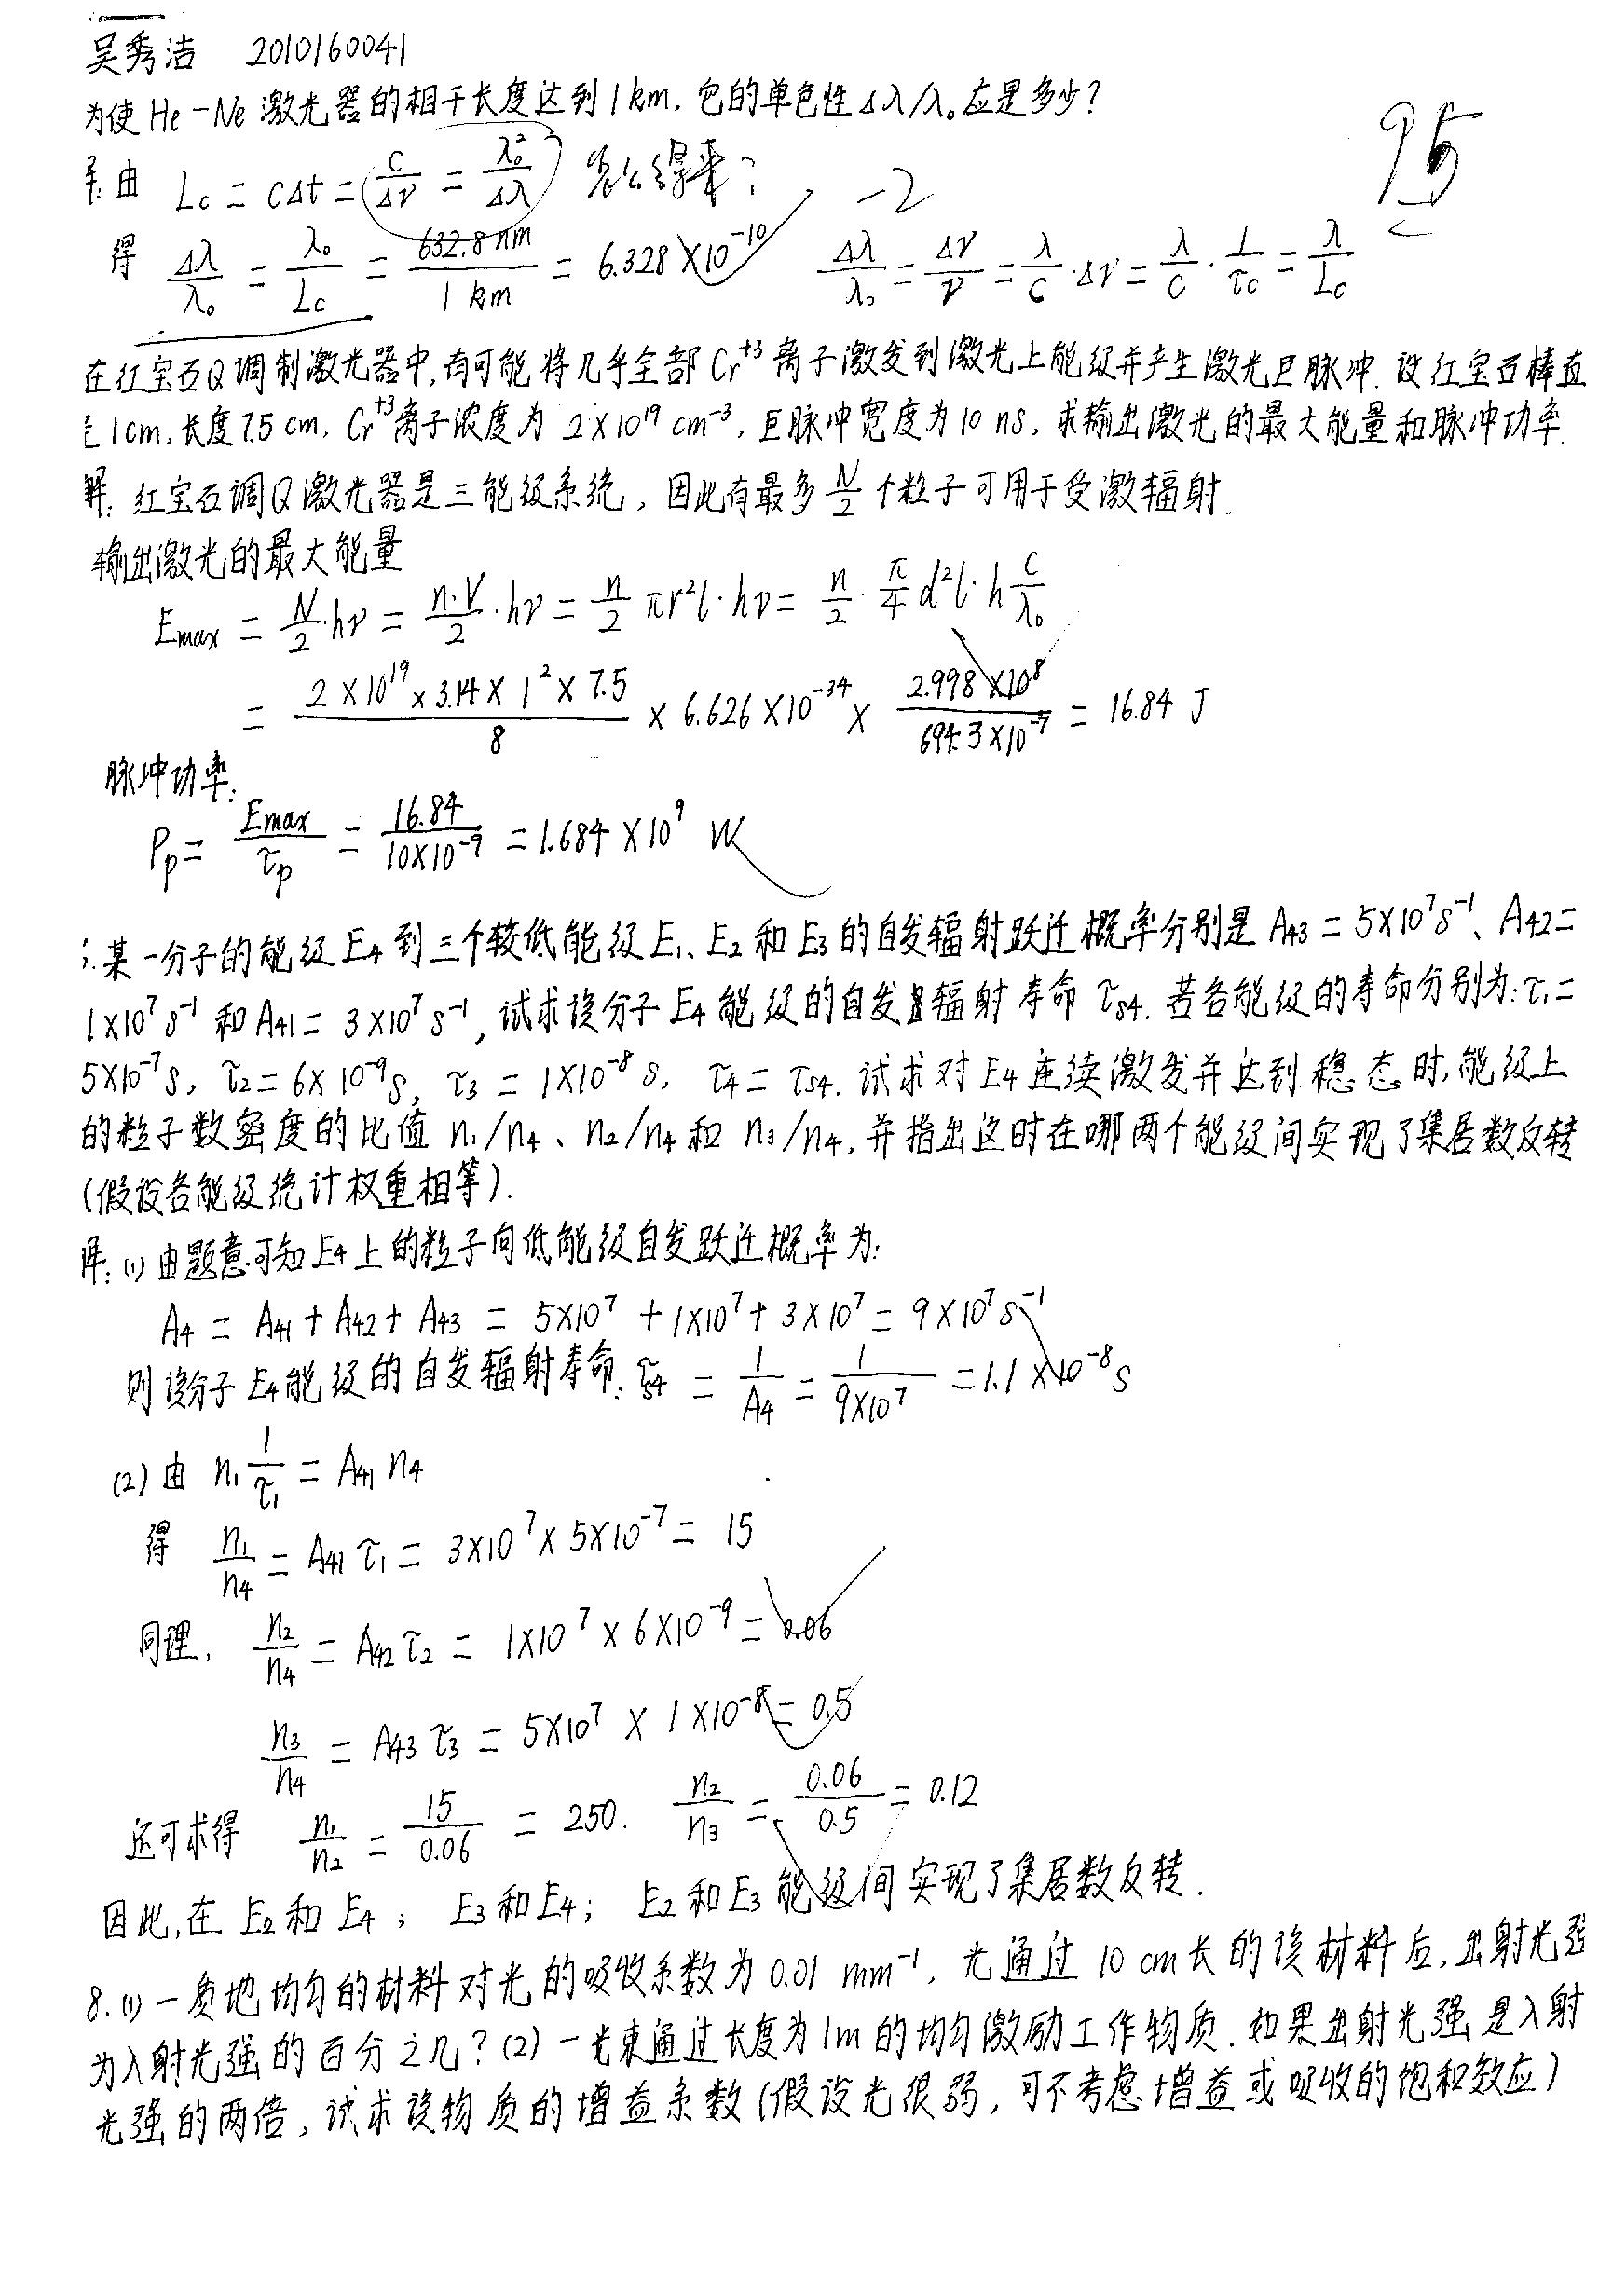 吴秀洁 2010160041
为使He-Ne激光器的相干长度达到1km,它的单色性Δλ/λ₀应是多少?
95
由 Lc = cΔt = c/Δν = λ₀²/Δλ 怎么得来? -2
得 Δλ/λ₀ = λ₀/Lc = 632.8nm/1km = 6.328×10⁻¹⁰ Δλ/λ₀ = Δν/ν = λ/c·Δν = λ/c·1/τc = λ/Lc
在红宝石Q调制激光器中,有可能将几乎全部Cr⁺³离子激发到激光上能级并产生激光巨脉冲.设红宝石棒直
1cm,长度7.5cm,Cr⁺³离子浓度为2×10¹⁹cm⁻³,巨脉冲宽度为10ns,求输出激光的最大能量和脉冲功率.
解:红宝石调Q激光器是三能级系统,因此有最多N/2个粒子可用于受激辐射.
输出激光的最大能量
Emax = N/2·hν = n·V/2·hν = n/2 πr²l·hν = n/2·π/4 d²l·h c/λ₀
= 2×10¹⁹×3.14×1²×7.5/8 × 6.626×10⁻³⁴ × 2.998×10⁸/694.3×10⁻⁹ = 16.84 J
脉冲功率:
Pp = Emax/τp = 16.84/10×10⁻⁹ = 1.684×10⁹ W
某一分子的能级E₄到三个较低能级E₁、E₂和E₃的自发辐射跃迁概率分别是A₄₃=5×10⁷s⁻¹、A₄₂=
1×10⁷s⁻¹和A₄₁=3×10⁷s⁻¹,试求该分子E₄能级的自发辐射寿命τs₄.若各能级的寿命分别为:τ₁=
5×10⁻⁷s,τ₂=6×10⁻⁹s,τ₃=1×10⁻⁸s,τ₄=τs₄.试求对E₄连续激发并达到稳态时,能级上
的粒子数密度的比值n₁/n₄、n₂/n₄和n₃/n₄,并指出这时在哪两个能级间实现了集居数反转
(假设各能级统计权重相等).
解:(1)由题意可知E₄上的粒子向低能级自发跃迁概率为:
A₄ = A₄₁+A₄₂+A₄₃ = 5×10⁷+1×10⁷+3×10⁷ = 9×10⁷s⁻¹
则该分子E₄能级的自发辐射寿命:τs₄ = 1/A₄ = 1/9×10⁷ = 1.1×10⁻⁸s
(2)由 n₁ 1/τ₁ = A₄₁n₄
得 n₁/n₄ = A₄₁τ₁ = 3×10⁷×5×10⁻⁷ = 15
同理, n₂/n₄ = A₄₂τ₂ = 1×10⁷×6×10⁻⁹ = 0.06
n₃/n₄ = A₄₃τ₃ = 5×10⁷×1×10⁻⁸ = 0.5
还可求得 n₁/n₂ = 15/0.06 = 250. n₂/n₃ = 0.06/0.5 = 0.12
因此,在E₂和E₄;E₃和E₄;E₂和E₃能级间实现了集居数反转.
8.(1)一质地均匀的材料对光的吸收系数为0.01mm⁻¹,光通过10cm长的该材料后,出射光强
为入射光强的百分之几?(2)一光束通过长度为1m的均匀激励工作物质.如果出射光强是入射
光强的两倍,试求该物质的增益系数(假设光很弱,可不考虑增益或吸收的饱和效应)